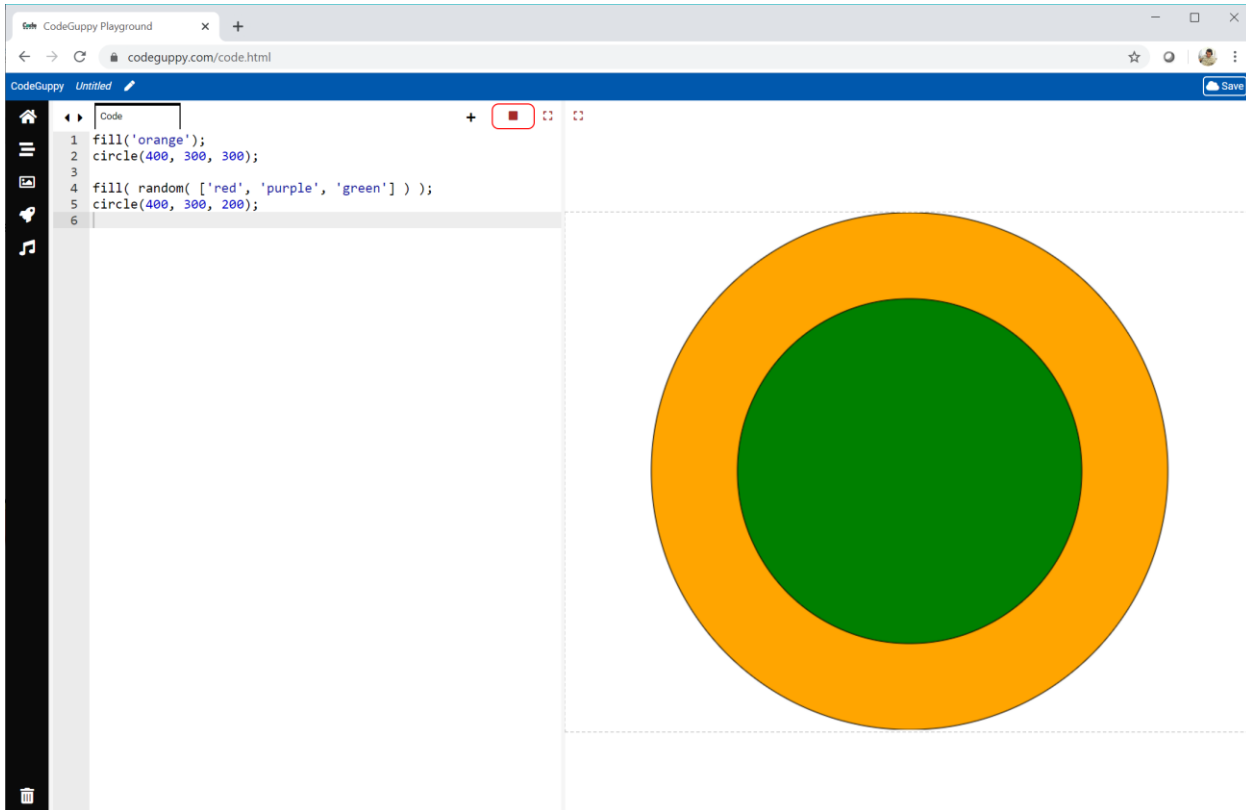 Code CodeGuppy Playground
codeguppy.com/code.html
CodeGuppy Untitled Save
Code
1 fill('orange');
2 circle(400, 300, 300);
3
4 fill( random( ['red', 'purple', 'green'] ) );
5 circle(400, 300, 200);
6